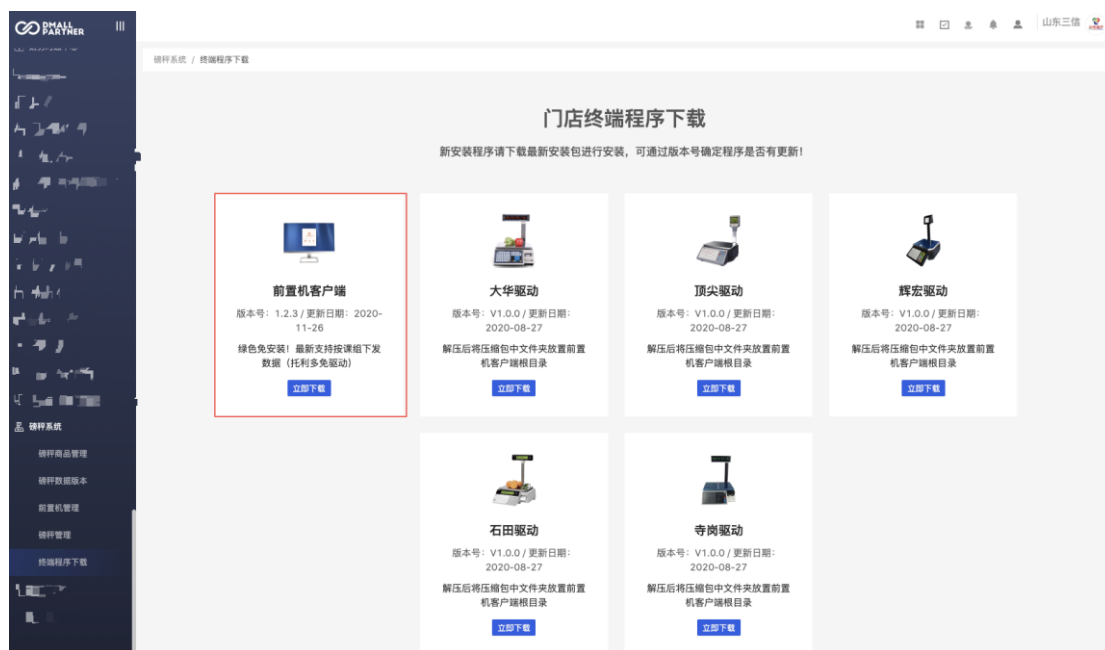 DMALL
PARTNER
山东三信
磅秤系统 / 终端程序下载
门店终端程序下载
新安装程序请下载最新安装包进行安装，可通过版本号确定程序是否有更新！
前置机客户端
版本号：1.2.3 / 更新日期：2020-
11-26
绿色免安装！最新支持按课组下发
数据（托利多免驱动）
立即下载
大华驱动
版本号：V1.0.0 / 更新日期：
2020-08-27
解压后将压缩包中文件夹放置前置
机客户端根目录
立即下载
顶尖驱动
版本号：V1.0.0 / 更新日期：
2020-08-27
解压后将压缩包中文件夹放置前置
机客户端根目录
立即下载
辉宏驱动
版本号：V1.0.0 / 更新日期：
2020-08-27
解压后将压缩包中文件夹放置前置
机客户端根目录
立即下载
石田驱动
版本号：V1.0.0 / 更新日期：
2020-08-27
解压后将压缩包中文件夹放置前置
机客户端根目录
立即下载
寺岗驱动
版本号：V1.0.0 / 更新日期：
2020-08-27
解压后将压缩包中文件夹放置前置
机客户端根目录
立即下载
磅秤系统
磅秤商品管理
磅秤数据版本
前置机管理
磅秤管理
终端程序下载